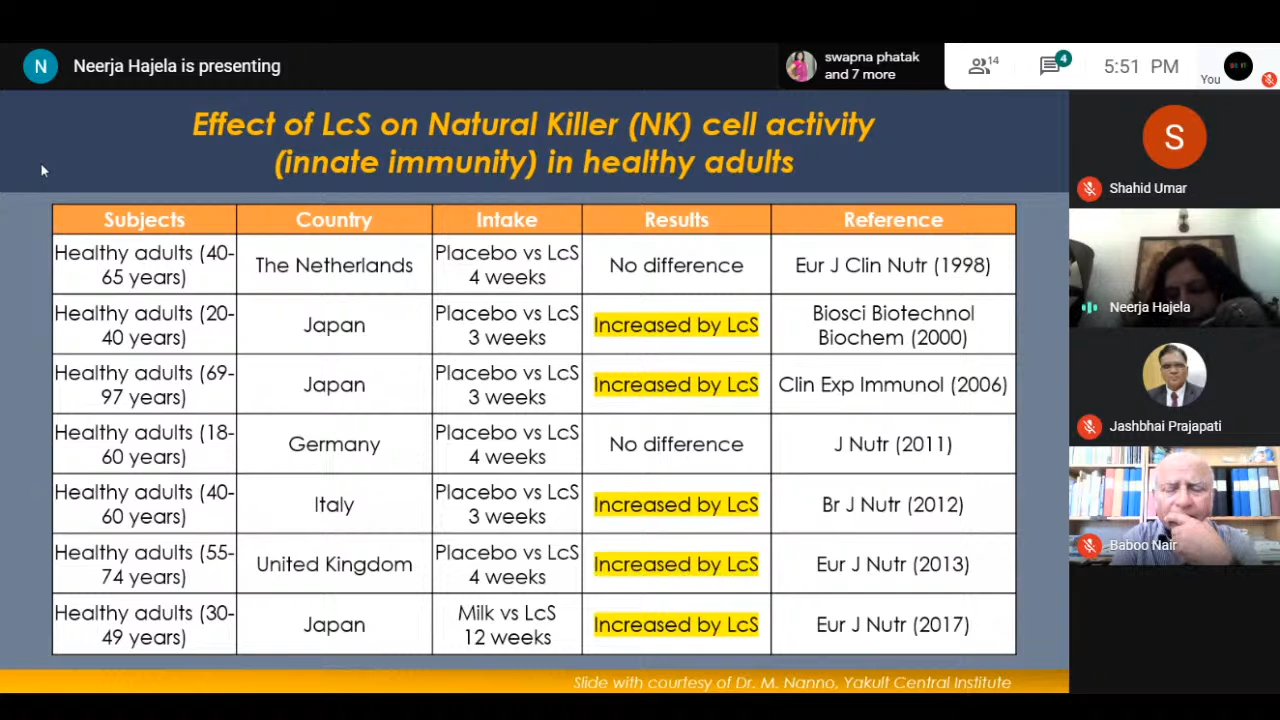 N
Neerja Hajela is presenting
swapna phatak
and 7 more
14
4
5:51 PM
You
Effect of LcS on Natural Killer (NK) cell activity
(innate immunity) in healthy adults
Subjects Country Intake Results Reference
Healthy adults (40-
65 years)
The Netherlands
Placebo vs LcS
4 weeks
No difference
Eur J Clin Nutr (1998)
Healthy adults (20-
40 years)
Japan
Placebo vs LcS
3 weeks
Increased by LcS
Biosci Biotechnol
Biochem (2000)
Healthy adults (69-
97 years)
Japan
Placebo vs LcS
3 weeks
Increased by LcS
Clin Exp Immunol (2006)
Healthy adults (18-
60 years)
Germany
Placebo vs LcS
4 weeks
No difference
J Nutr (2011)
Healthy adults (40-
60 years)
Italy
Placebo vs LcS
3 weeks
Increased by LcS
Br J Nutr (2012)
Healthy adults (55-
74 years)
United Kingdom
Placebo vs LcS
4 weeks
Increased by LcS
Eur J Nutr (2013)
Healthy adults (30-
49 years)
Japan
Milk vs LcS
12 weeks
Increased by LcS
Eur J Nutr (2017)
Slide with courtesy of Dr. M. Nanno, Yakult Central Institute
S
Shahid Umar
Neerja Hajela
Jashbhai Prajapati
Baboo Nair